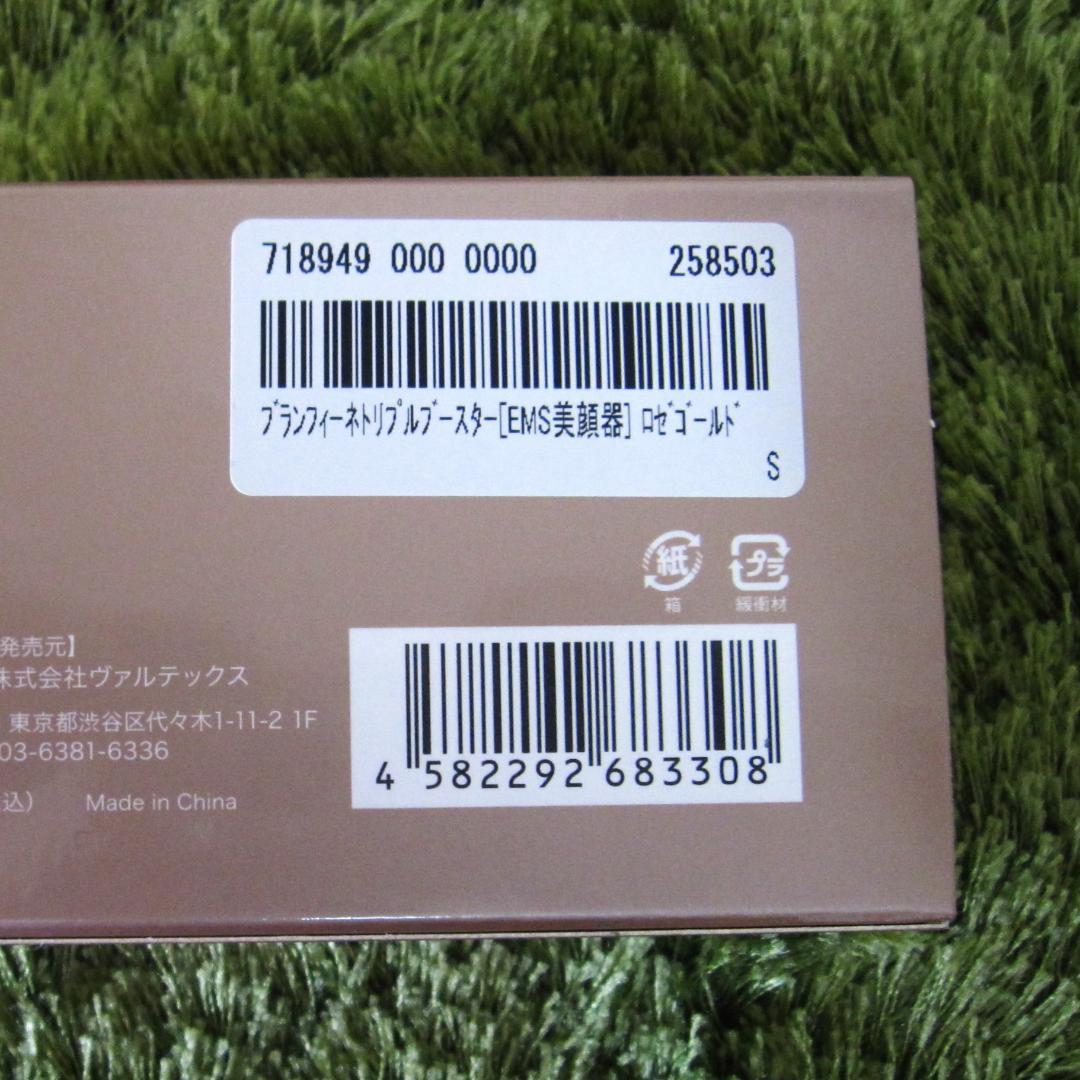 718949 000 0000 258503
ﾌﾞﾗﾝﾌｨｰﾈﾄﾘﾌﾟﾙﾌﾞｰｽﾀｰ[EMS美顔器] ﾛｾﾞｺﾞｰﾙﾄﾞ
S
紙 プラ
箱 緩衝材
発売元】
株式会社ヴァルテックス
東京都渋谷区代々木1-11-2 1F
03-6381-6336
込） Made in China
4 582292 683308